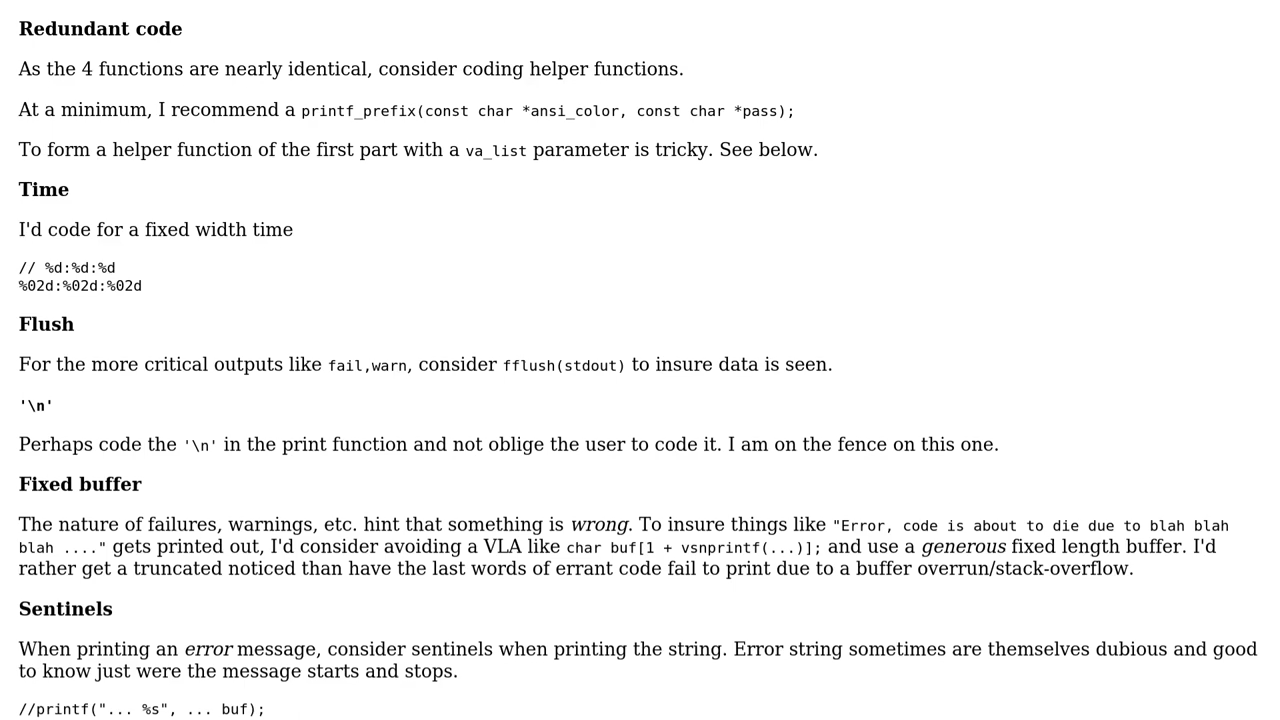 Redundant code
As the 4 functions are nearly identical, consider coding helper functions.
At a minimum, I recommend a printf_prefix(const char *ansi_color, const char *pass);
To form a helper function of the first part with a va_list parameter is tricky. See below.
Time
I'd code for a fixed width time
// %d:%d:%d
%02d:%02d:%02d
Flush
For the more critical outputs like fail,warn, consider fflush(stdout) to insure data is seen.
'\n'
Perhaps code the '\n' in the print function and not oblige the user to code it. I am on the fence on this one.
Fixed buffer
The nature of failures, warnings, etc. hint that something is wrong. To insure things like "Error, code is about to die due to blah blah
blah ...." gets printed out, I'd consider avoiding a VLA like char buf[1 + vsnprintf(...)]; and use a generous fixed length buffer. I'd
rather get a truncated noticed than have the last words of errant code fail to print due to a buffer overrun/stack-overflow.
Sentinels
When printing an error message, consider sentinels when printing the string. Error string sometimes are themselves dubious and good
to know just were the message starts and stops.
//printf("... %s", ... buf);